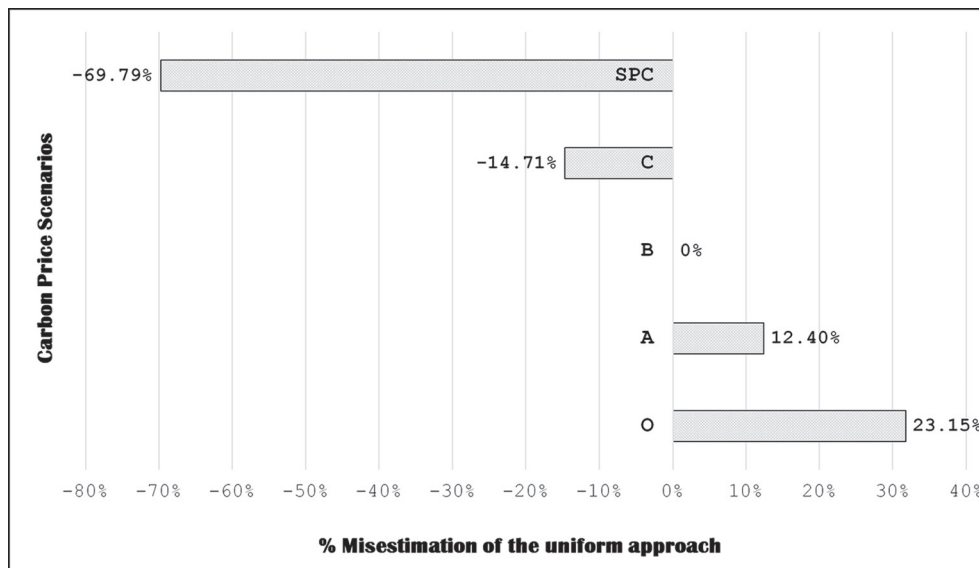 -69.79% SPC
-14.71% C
B 0%
A 12.40%
O 23.15%
Carbon Price Scenarios
-80% -70% -60% -50% -40% -30% -20% -10% 0% 10% 20% 30% 40%
% Misestimation of the uniform approach